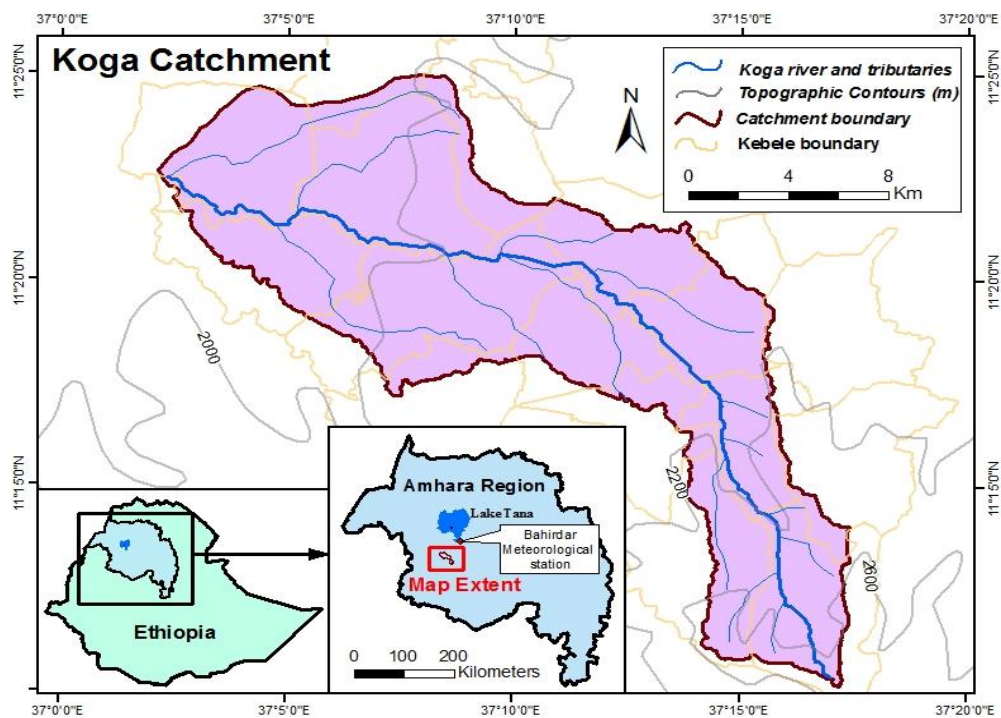 37°0'0"E 37°5'0"E 37°10'0"E 37°15'0"E 37°20'0"E
Koga Catchment
11°25'0"N
11°25'0"N
Koga river and tributaries
Topographic Contours (m)
Catchment boundary
Kebele boundary
0 4 8
Km
N
11°20'0"N
11°20'0"N
2000
2200
2600
11°15'0"N
11°15'0"N
Ethiopia
Amhara Region
Lake Tana
Bahirdar
Meteorological
station
Map Extent
0 100 200
Kilometers
37°0'0"E 37°5'0"E 37°10'0"E 37°15'0"E 37°20'0"E